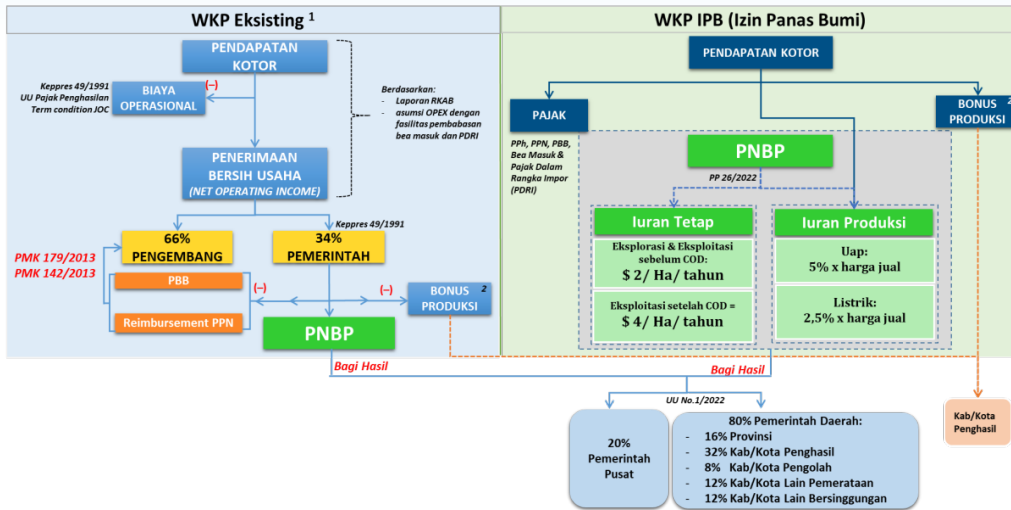 WKP Eksisting 1
PENDAPATAN
KOTOR
Keppres 49/1991
UU Pajak Penghasilan
Term condition JOC
BIAYA
OPERASIONAL
(–)
Berdasarkan:
- Laporan RKAB
- asumsi OPEX dengan
fasilitas pembabasan
bea masuk dan PDRI
PENERIMAAN
BERSIH USAHA
(NET OPERATING INCOME)
Keppres 49/1991
66%
PENGEMBANG
34%
PEMERINTAH
PMK 179/2013
PMK 142/2013
PBB
Reimbursement PPN
(–)
(–)
BONUS
PRODUKSI 2
PNBP
Bagi Hasil
WKP IPB (Izin Panas Bumi)
PENDAPATAN KOTOR
PAJAK
PPh, PPN, PBB,
Bea Masuk &
Pajak Dalam
Rangka Impor
(PDRI)
BONUS 2
PRODUKSI
PNBP
PP 26/2022
Iuran Tetap
Eksplorasi & Eksploitasi
sebelum COD:
$ 2/ Ha/ tahun
Eksploitasi setelah COD =
$ 4/ Ha/ tahun
Iuran Produksi
Uap:
5% x harga jual
Listrik:
2,5% x harga jual
Bagi Hasil
UU No.1/2022
20%
Pemerintah
Pusat
80% Pemerintah Daerah:
- 16% Provinsi
- 32% Kab/Kota Penghasil
- 8% Kab/Kota Pengolah
- 12% Kab/Kota Lain Pemerataan
- 12% Kab/Kota Lain Bersinggungan
Kab/Kota
Penghasil